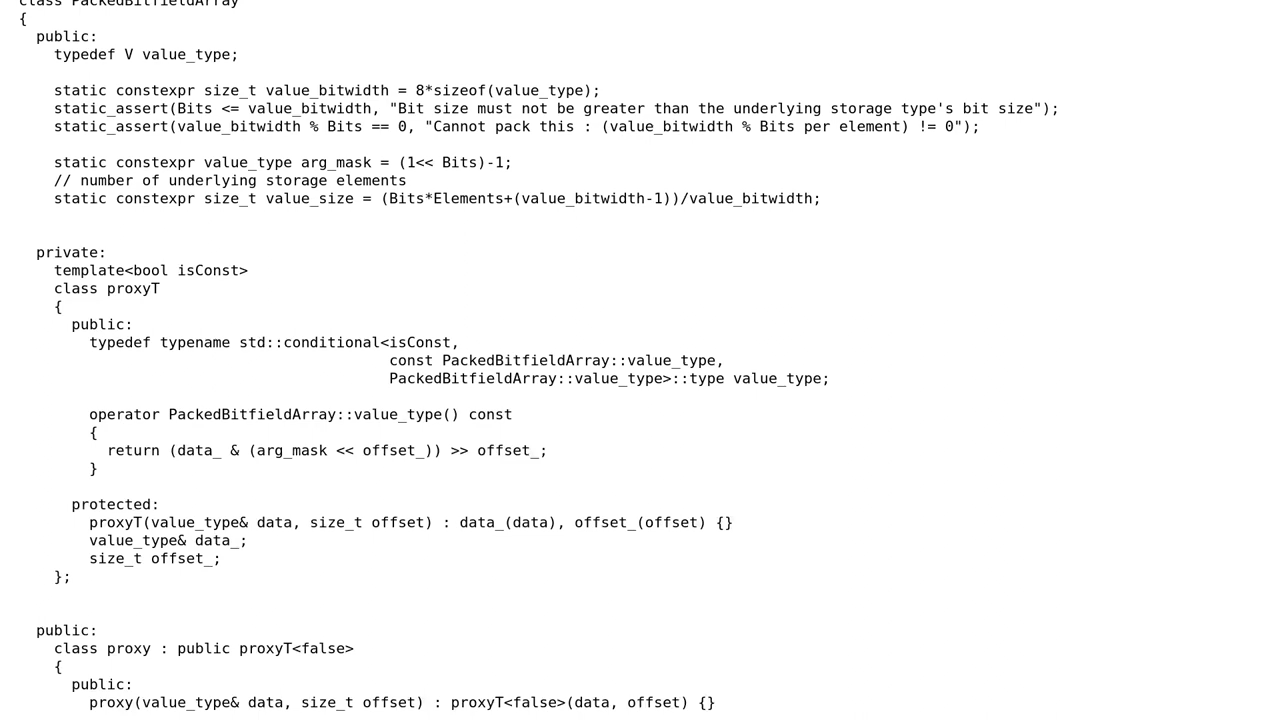 class PackedBitfieldArray
{
  public:
    typedef V value_type;

    static constexpr size_t value_bitwidth = 8*sizeof(value_type);
    static_assert(Bits <= value_bitwidth, "Bit size must not be greater than the underlying storage type's bit size");
    static_assert(value_bitwidth % Bits == 0, "Cannot pack this : (value_bitwidth % Bits per element) != 0");

    static constexpr value_type arg_mask = (1<< Bits)-1;
    // number of underlying storage elements
    static constexpr size_t value_size = (Bits*Elements+(value_bitwidth-1))/value_bitwidth;


  private:
    template<bool isConst>
    class proxyT
    {
      public:
        typedef typename std::conditional<isConst,
                                          const PackedBitfieldArray::value_type,
                                          PackedBitfieldArray::value_type>::type value_type;

        operator PackedBitfieldArray::value_type() const
        {
          return (data_ & (arg_mask << offset_)) >> offset_;
        }

      protected:
        proxyT(value_type& data, size_t offset) : data_(data), offset_(offset) {}
        value_type& data_;
        size_t offset_;
    };


  public:
    class proxy : public proxyT<false>
    {
      public:
        proxy(value_type& data, size_t offset) : proxyT<false>(data, offset) {}